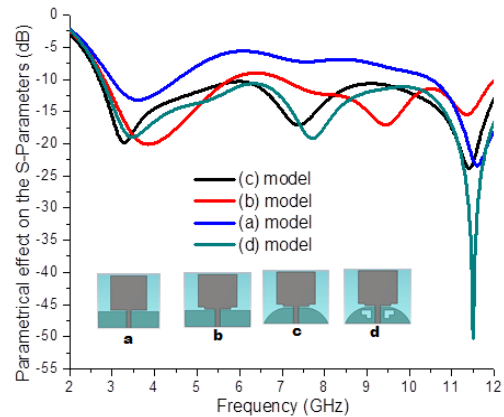 Parametrical effect on the S-Parameters (dB)
0
-5
-10
-15
-20
-25
-30
-35
-40
-45
-50
-55
(c) model
(b) model
(a) model
(d) model
a
b
c
d
2
3
4
5
6
7
8
9
10
11
12
Frequency (GHz)